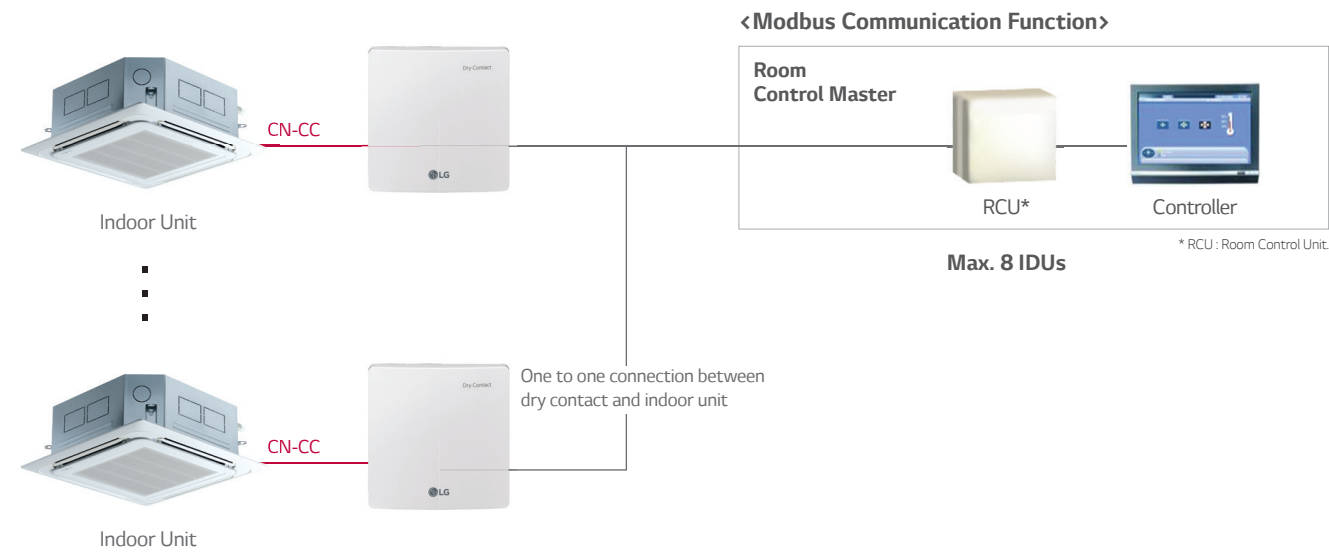 <Modbus Communication Function>
Room
Control Master
Dry Contact
CN-CC
LG
Indoor Unit
RCU*
Controller
* RCU : Room Control Unit.
Max. 8 IDUs
One to one connection between
dry contact and indoor unit
Dry Contact
CN-CC
LG
Indoor Unit